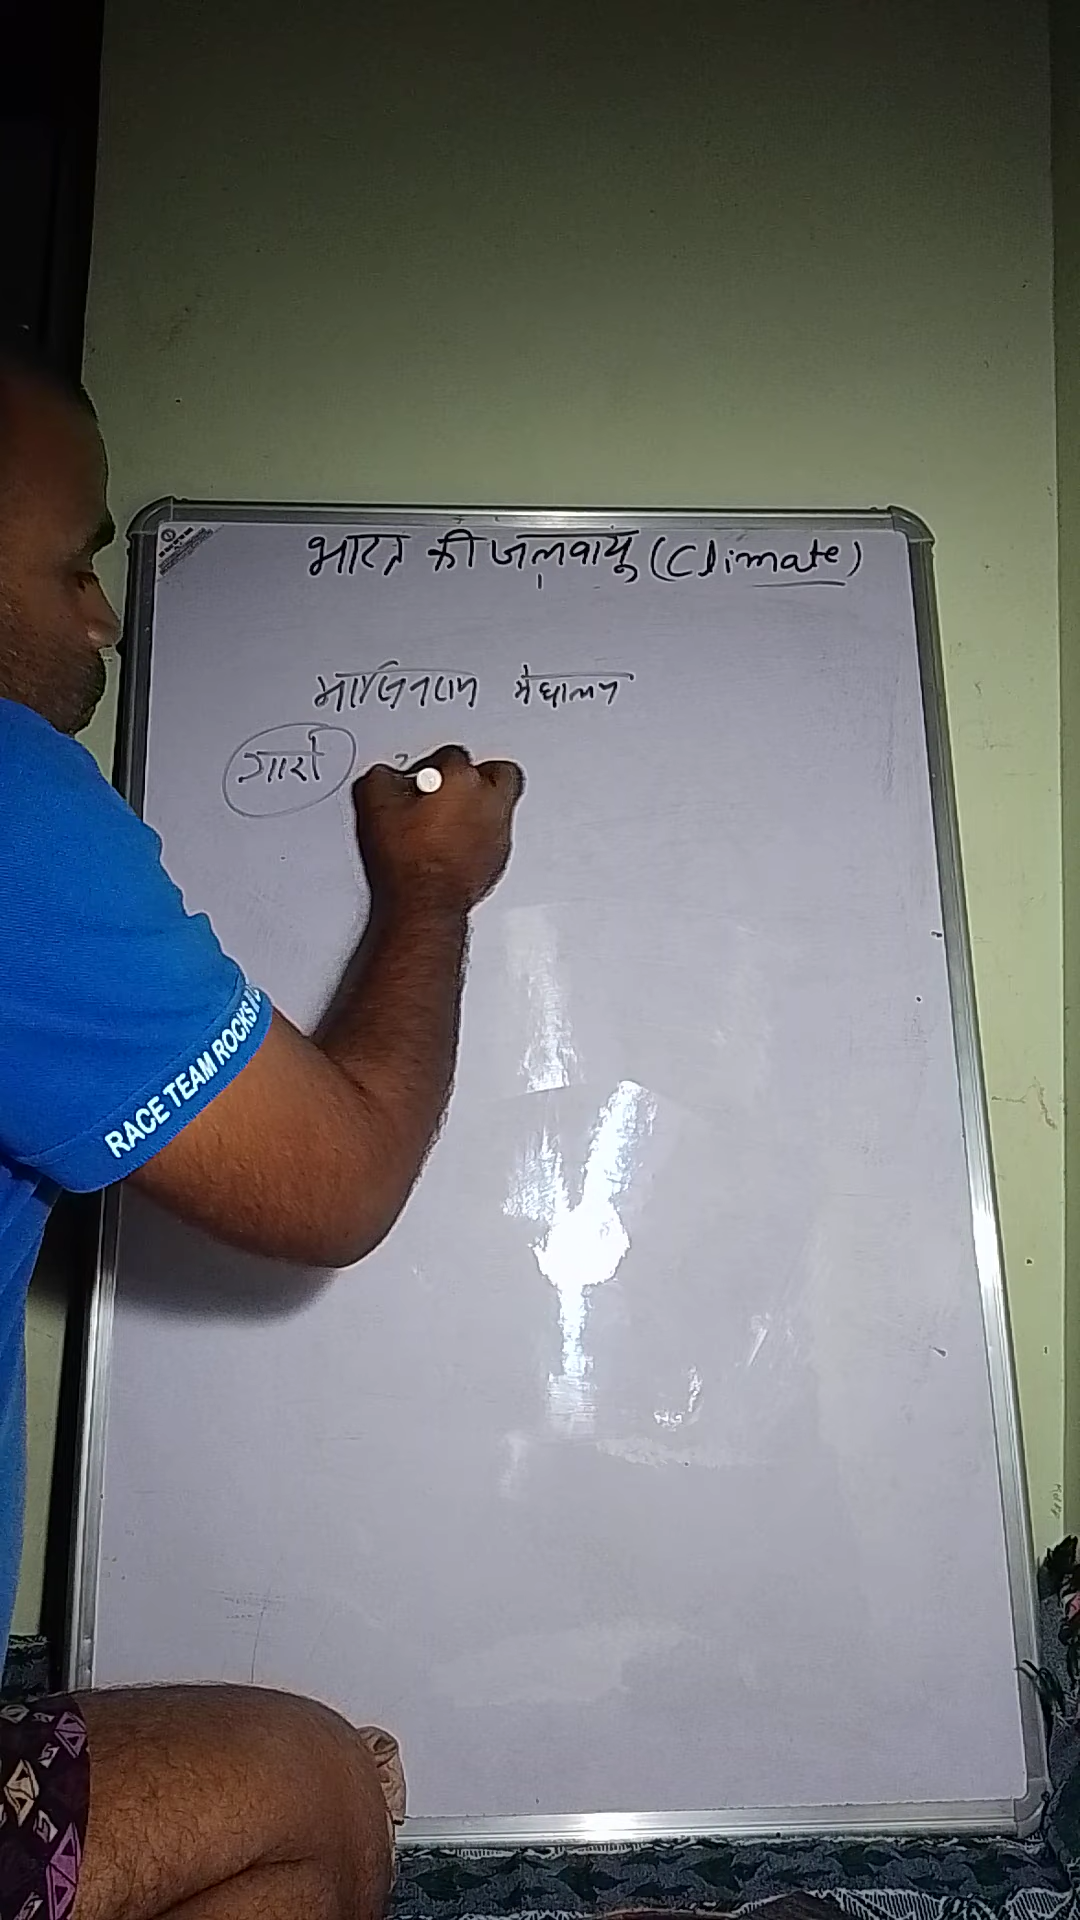 भारत की जलवायु (Climate)
मासिनराम मेघालय
गारो
RACE TEAM ROCKS